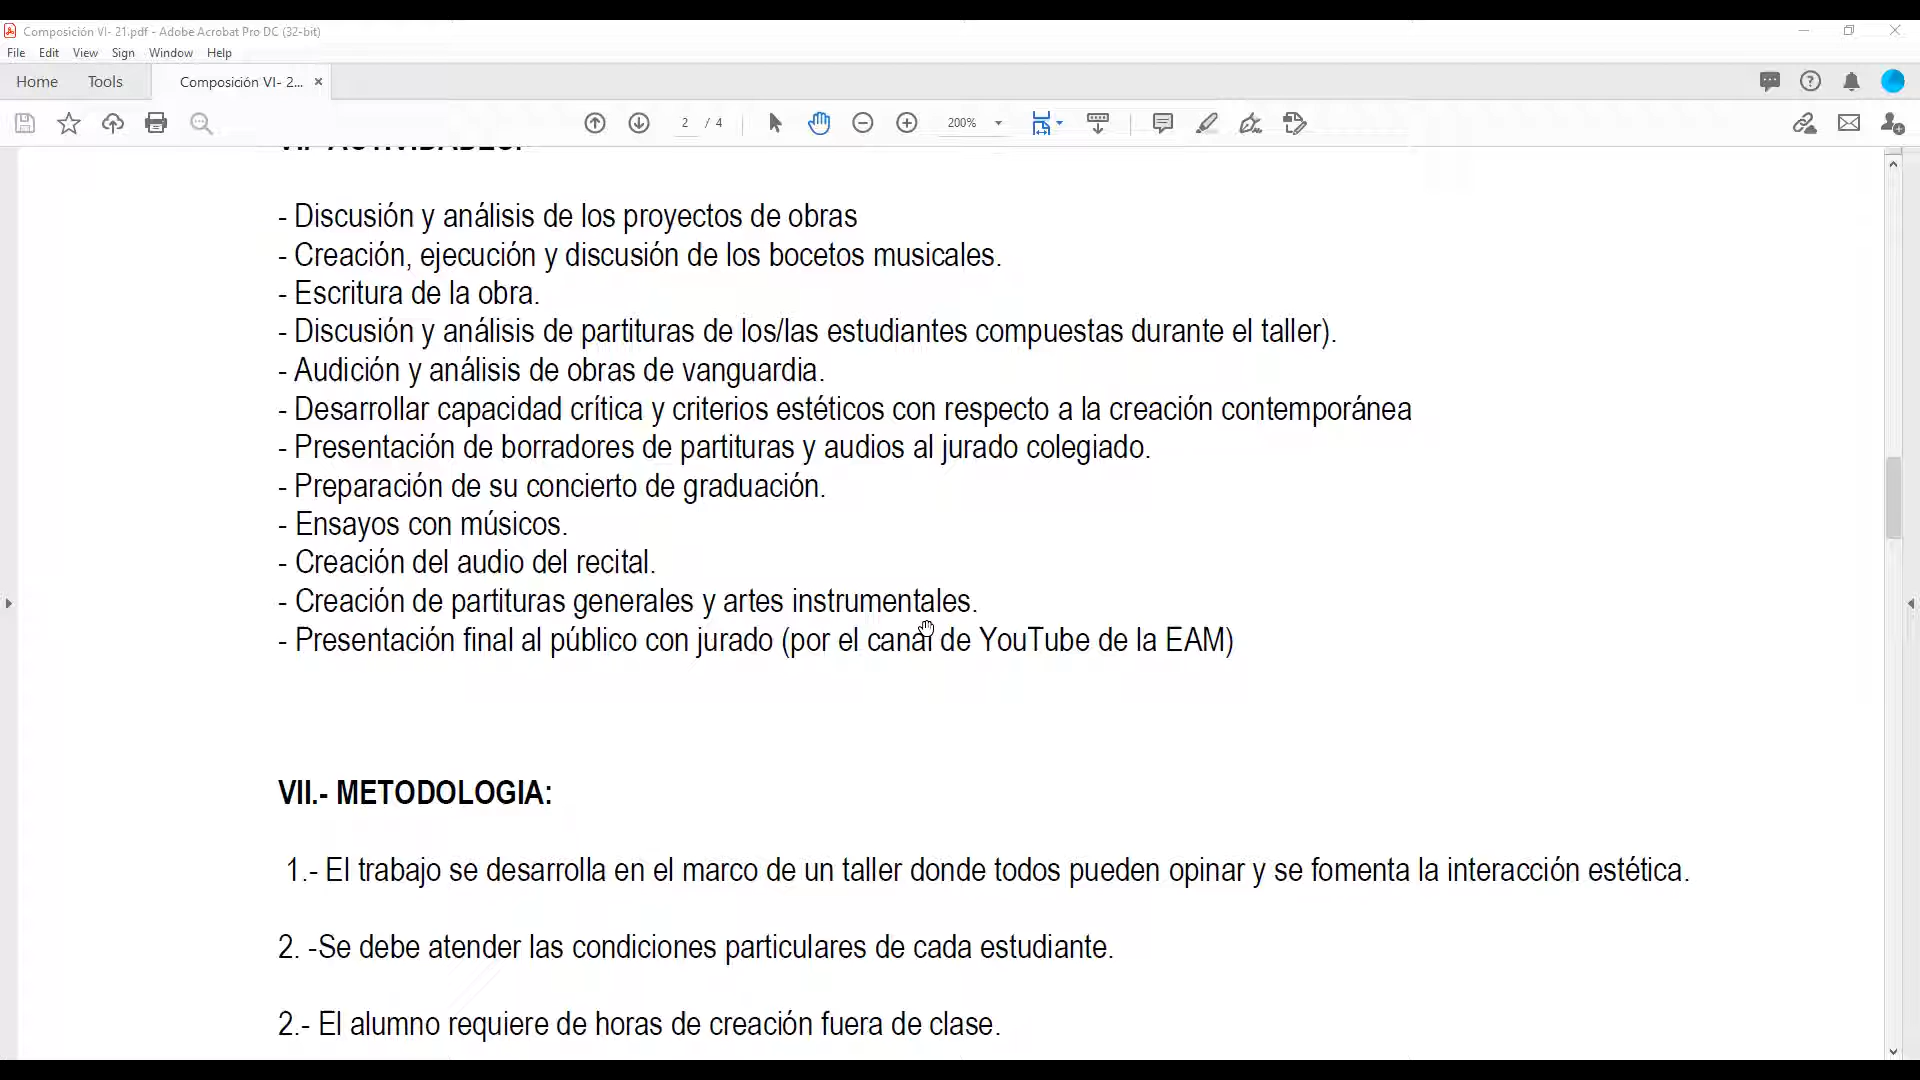 Composición VI- 21.pdf - Adobe Acrobat Pro DC (32-bit)
File Edit View Sign Window Help
Home Tools Composición VI- 2... ×
2 / 4 200%
- Discusión y análisis de los proyectos de obras
- Creación, ejecución y discusión de los bocetos musicales.
- Escritura de la obra.
- Discusión y análisis de partituras de los/las estudiantes compuestas durante el taller).
- Audición y análisis de obras de vanguardia.
- Desarrollar capacidad crítica y criterios estéticos con respecto a la creación contemporánea
- Presentación de borradores de partituras y audios al jurado colegiado.
- Preparación de su concierto de graduación.
- Ensayos con músicos.
- Creación del audio del recital.
- Creación de partituras generales y artes instrumentales.
- Presentación final al público con jurado (por el canal de YouTube de la EAM)
VII.- METODOLOGIA:
1.- El trabajo se desarrolla en el marco de un taller donde todos pueden opinar y se fomenta la interacción estética.
2. -Se debe atender las condiciones particulares de cada estudiante.
2.- El alumno requiere de horas de creación fuera de clase.